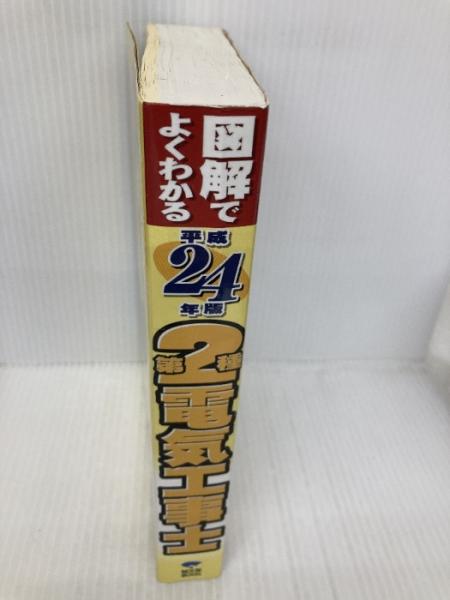 図解で
よくわかる
平成
24
年版
第2種
電気工事士